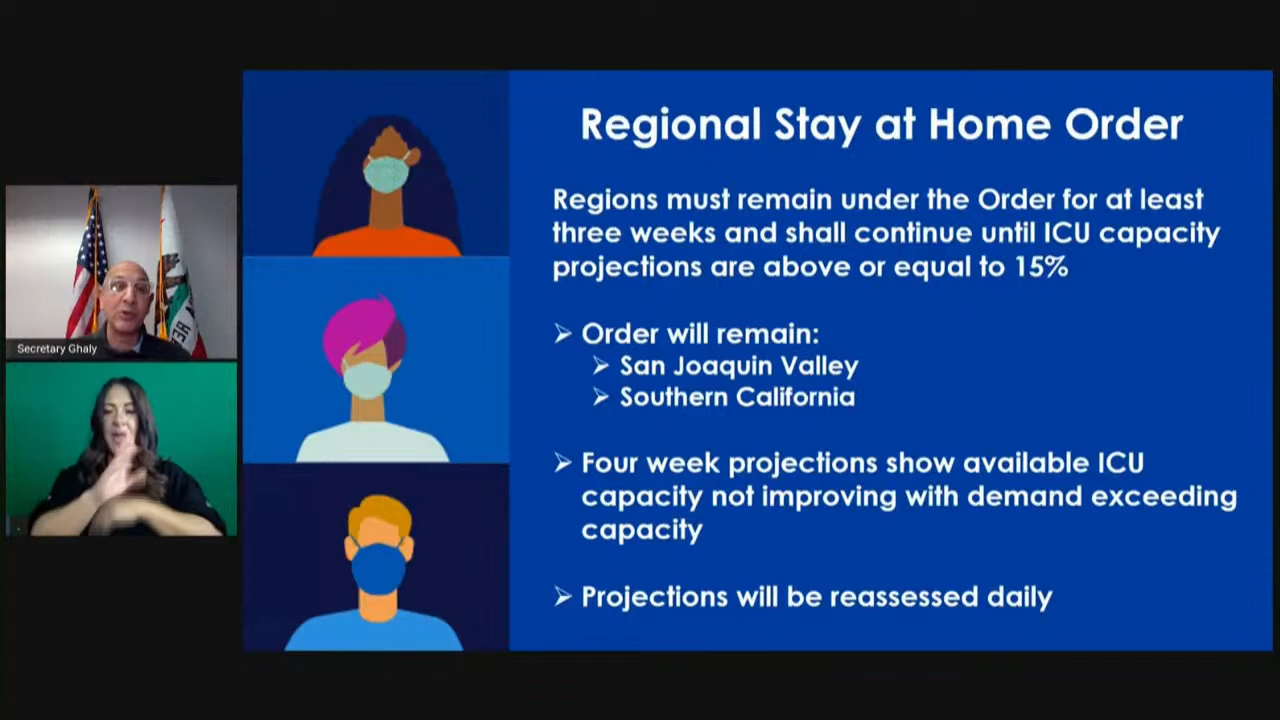 Regional Stay at Home Order
Regions must remain under the Order for at least
three weeks and shall continue until ICU capacity
projections are above or equal to 15%
Order will remain:
San Joaquin Valley
Southern California
Four week projections show available ICU
capacity not improving with demand exceeding
capacity
Projections will be reassessed daily
Secretary Ghaly